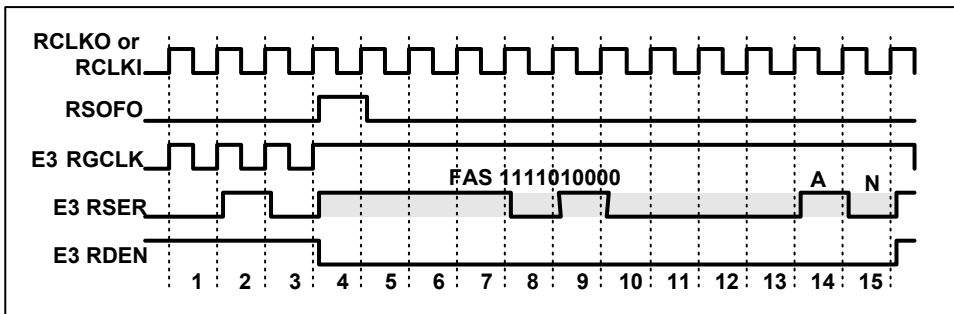 RCLKO or
RCLKI
RSOFO
E3 RGCLK
FAS 1111010000
A
N
E3 RSER
E3 RDEN
1 2 3 4 5 6 7 8 9 10 11 12 13 14 15